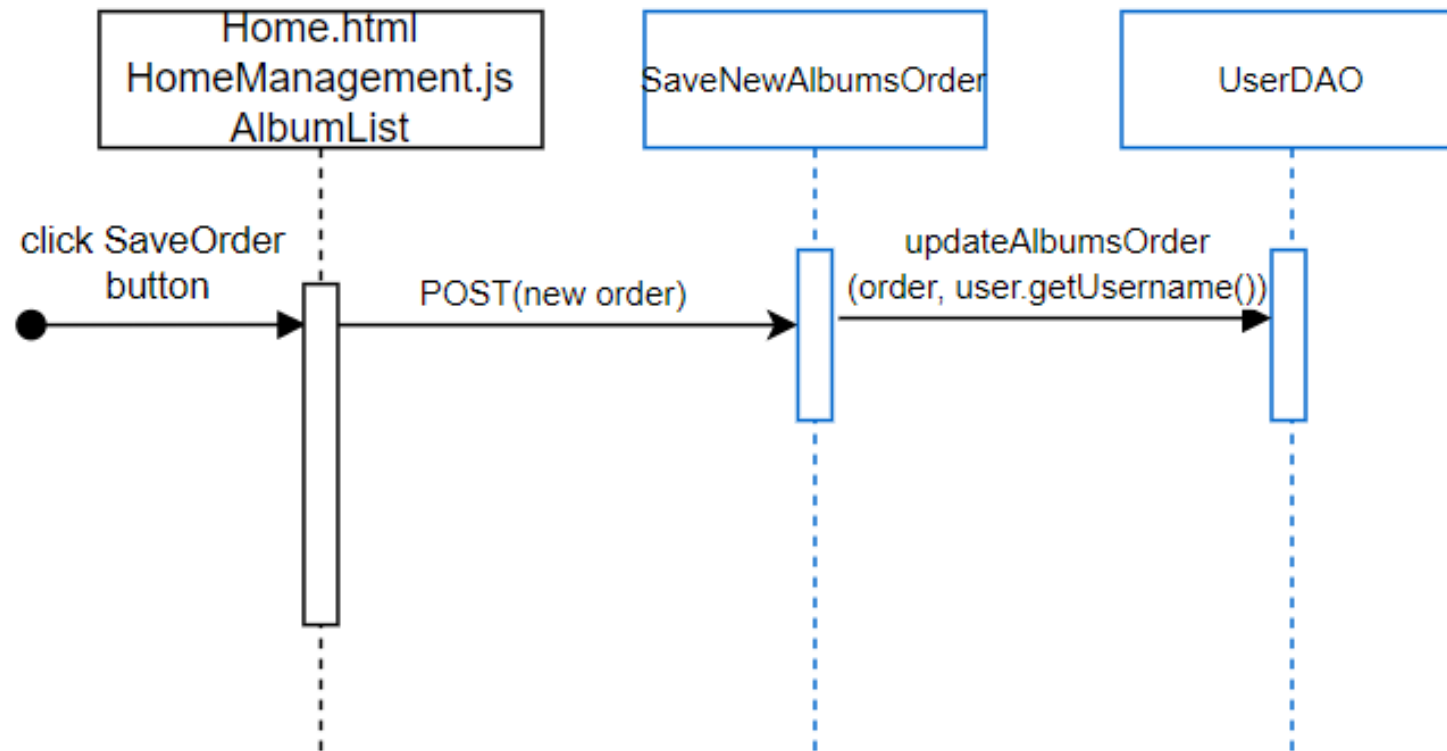 Home.html
HomeManagement.js
AlbumList
SaveNewAlbumsOrder
UserDAO
click SaveOrder
button
POST(new order)
updateAlbumsOrder
(order, user.getUsername())